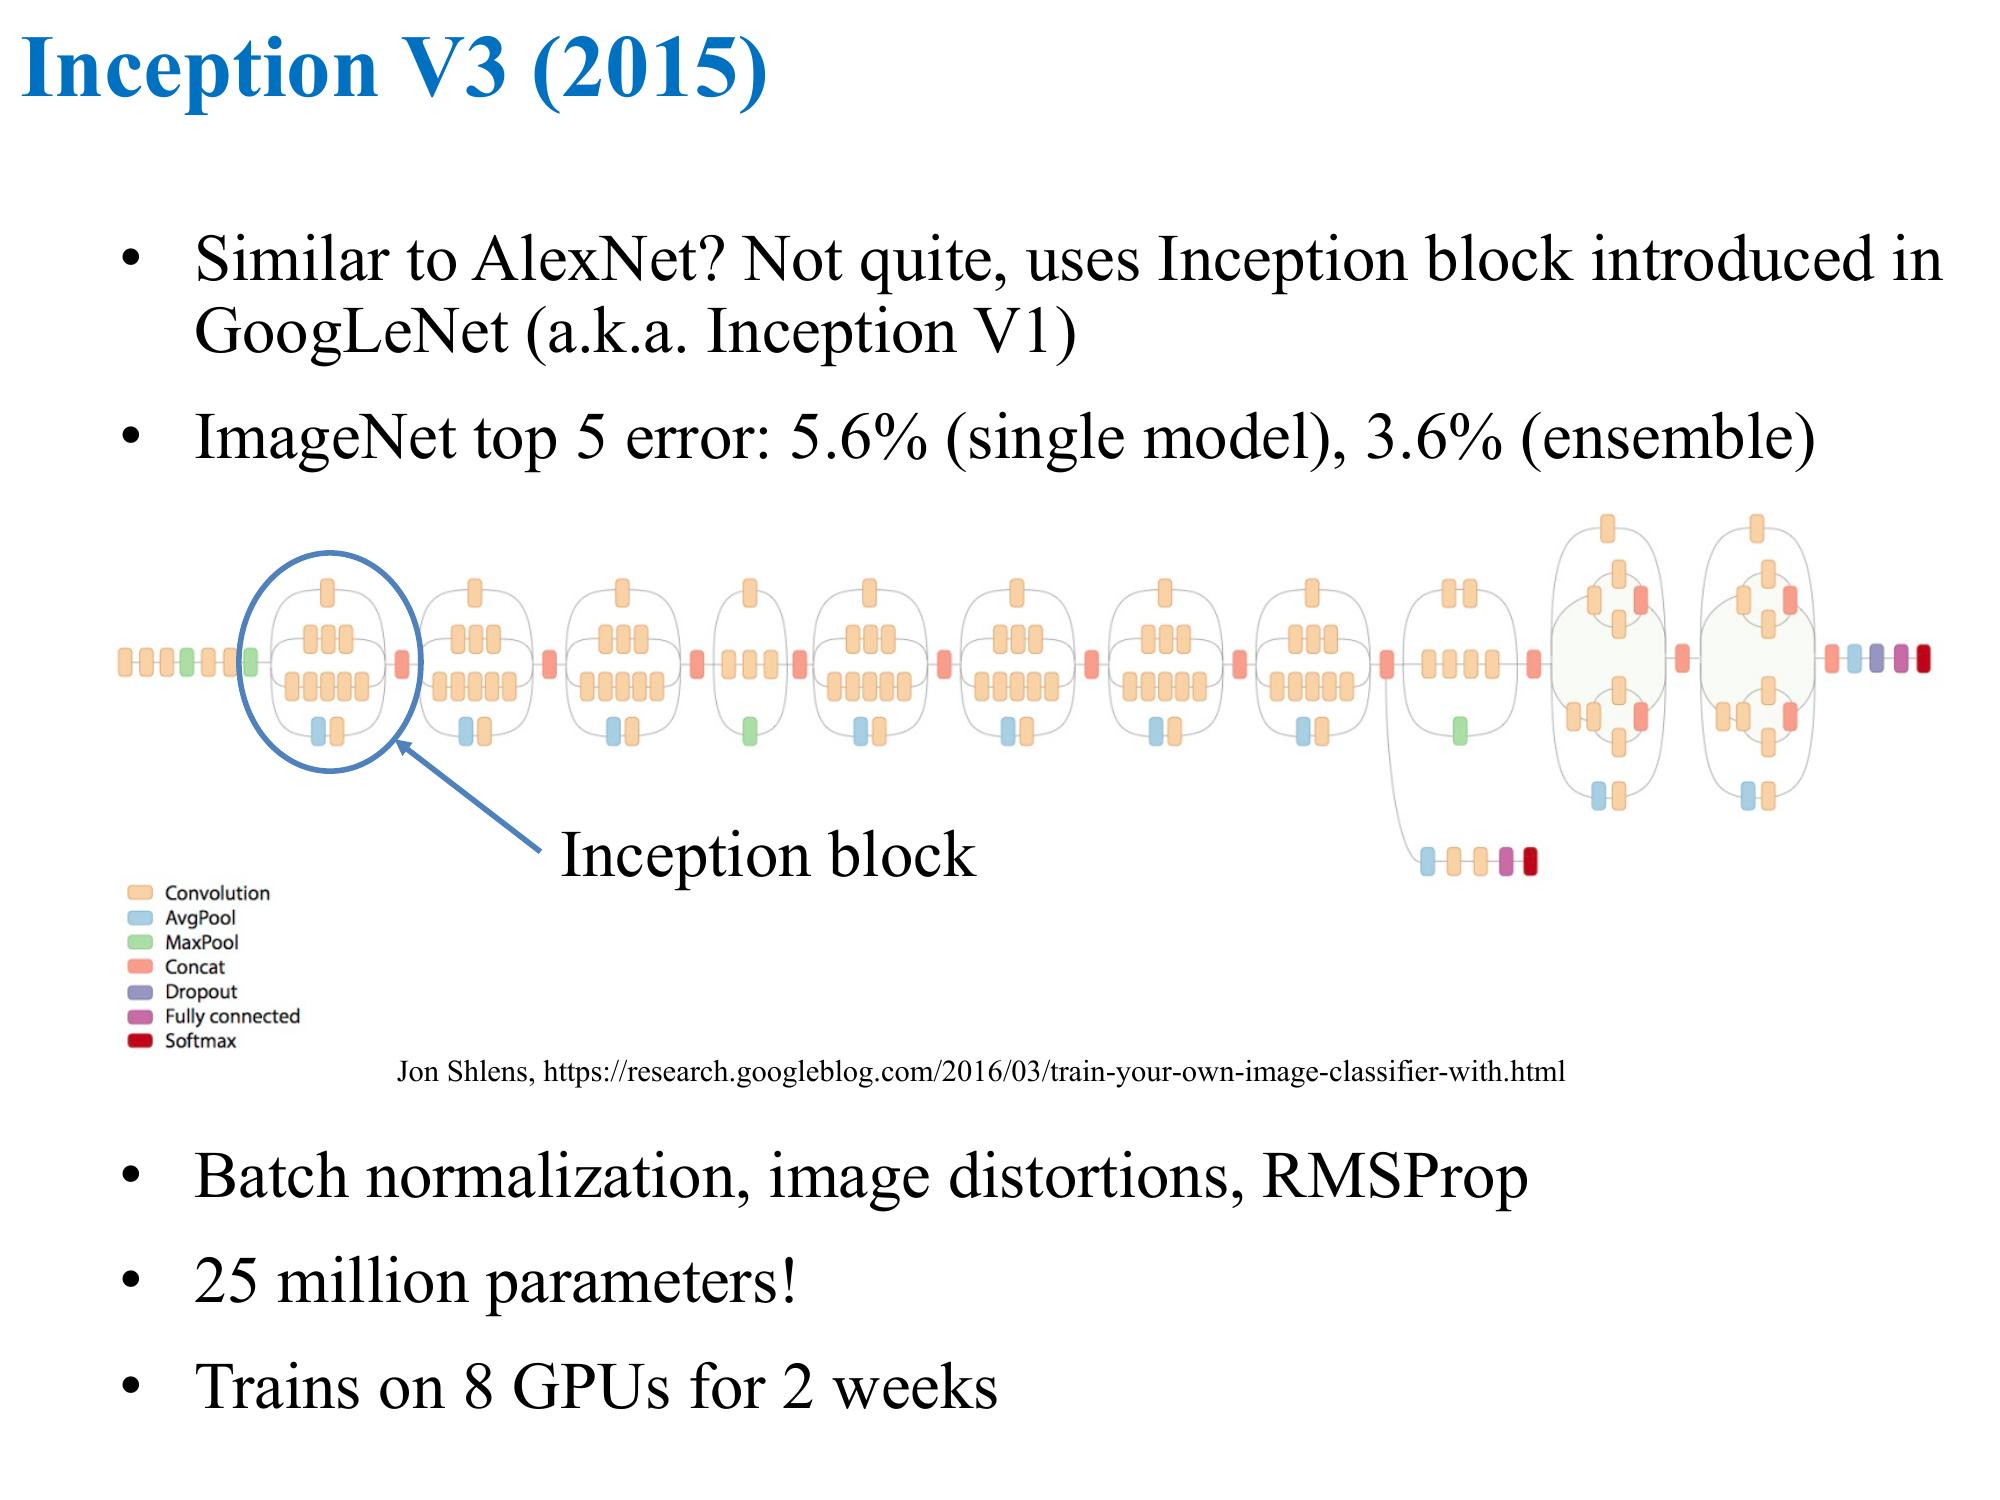 Inception V3 (2015)
• Similar to AlexNet? Not quite, uses Inception block introduced in
GoogLeNet (a.k.a. Inception V1)
• ImageNet top 5 error: 5.6% (single model), 3.6% (ensemble)
Inception block
Convolution
AvgPool
MaxPool
Concat
Dropout
Fully connected
Softmax
Jon Shlens, https://research.googleblog.com/2016/03/train-your-own-image-classifier-with.html
• Batch normalization, image distortions, RMSProp
• 25 million parameters!
• Trains on 8 GPUs for 2 weeks